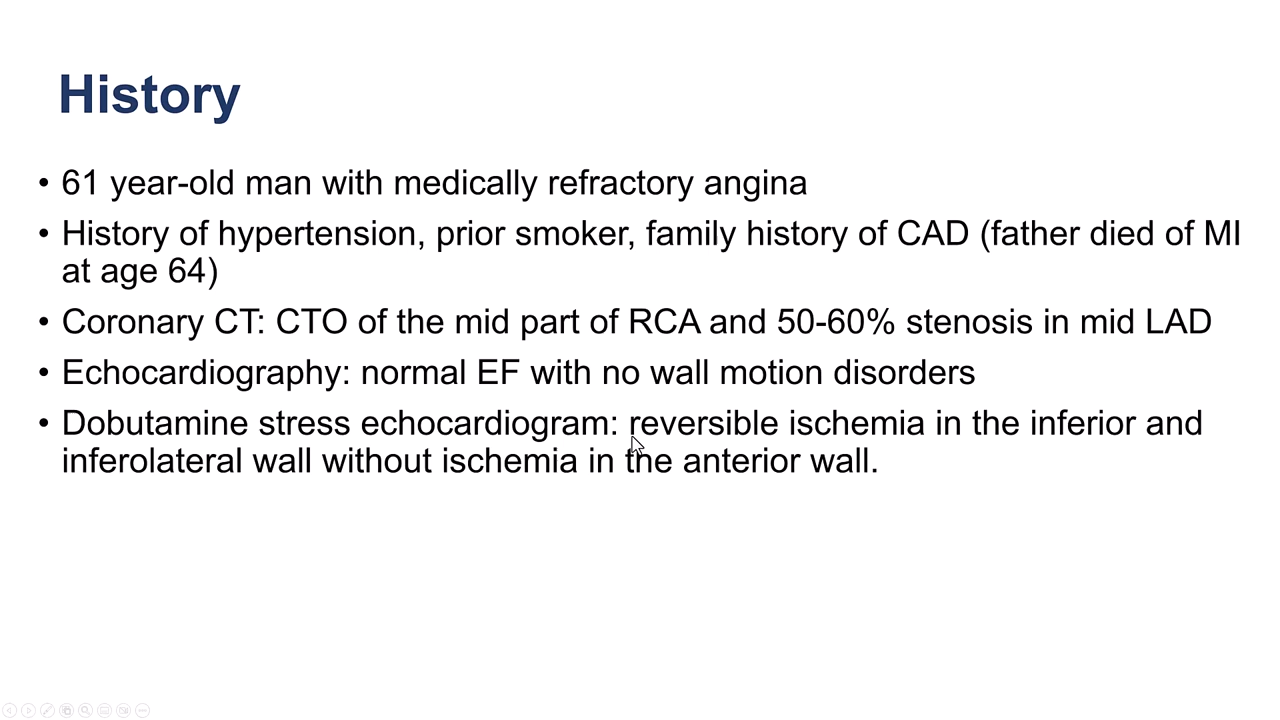 History
• 61 year-old man with medically refractory angina
• History of hypertension, prior smoker, family history of CAD (father died of MI
at age 64)
• Coronary CT: CTO of the mid part of RCA and 50-60% stenosis in mid LAD
• Echocardiography: normal EF with no wall motion disorders
• Dobutamine stress echocardiogram: reversible ischemia in the inferior and
inferolateral wall without ischemia in the anterior wall.